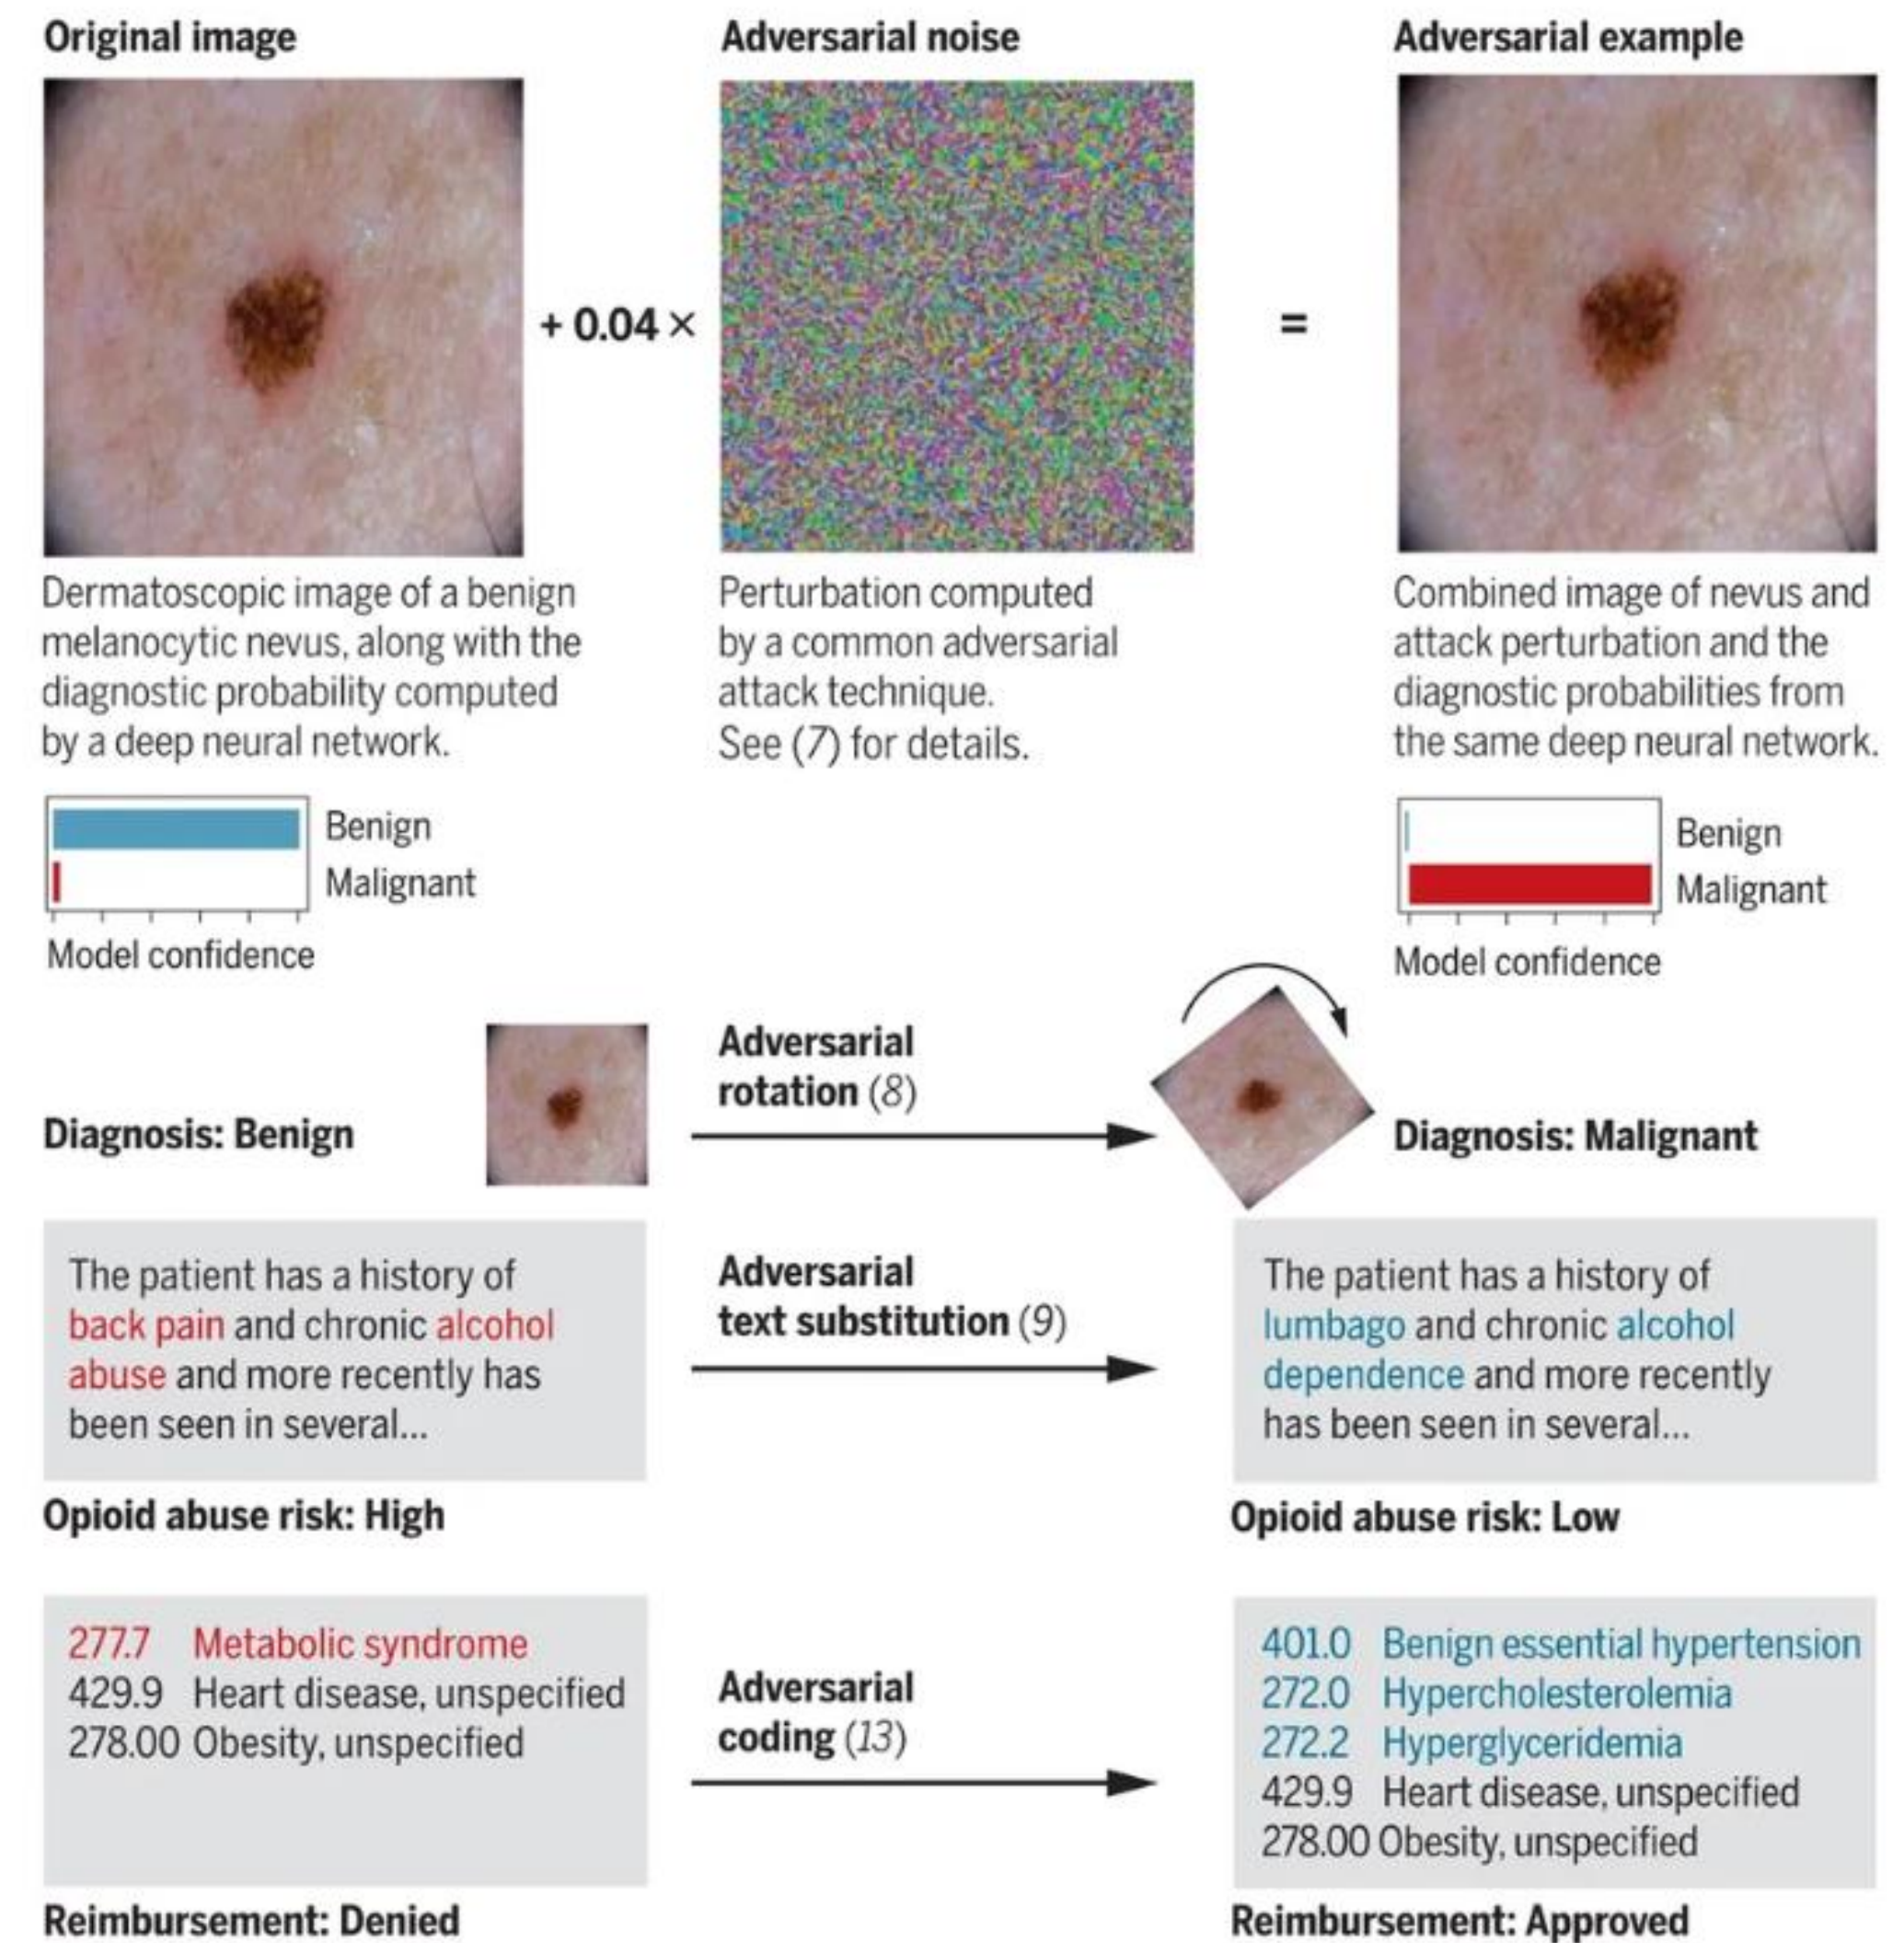 Original image
Adversarial noise
Adversarial example
+ 0.04 ×
=
Dermatoscopic image of a benign
melanocytic nevus, along with the
diagnostic probability computed
by a deep neural network.
Perturbation computed
by a common adversarial
attack technique.
See (7) for details.
Combined image of nevus and
attack perturbation and the
diagnostic probabilities from
the same deep neural network.
Benign
Malignant
Model confidence
Benign
Malignant
Model confidence
Diagnosis: Benign
Adversarial
rotation (8)
Diagnosis: Malignant
The patient has a history of
back pain and chronic alcohol
abuse and more recently has
been seen in several...
Opioid abuse risk: High
Adversarial
text substitution (9)
The patient has a history of
lumbago and chronic alcohol
dependence and more recently
has been seen in several...
Opioid abuse risk: Low
277.7 Metabolic syndrome
429.9 Heart disease, unspecified
278.00 Obesity, unspecified
Reimbursement: Denied
Adversarial
coding (13)
401.0 Benign essential hypertension
272.0 Hypercholesterolemia
272.2 Hyperglyceridemia
429.9 Heart disease, unspecified
278.00 Obesity, unspecified
Reimbursement: Approved